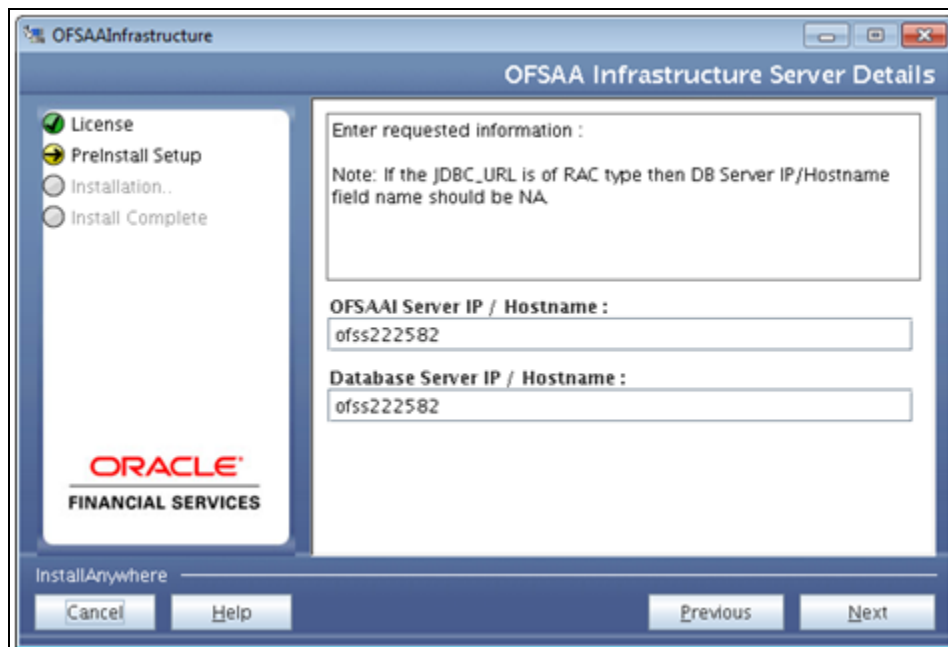 OFSAAInfrastructure
OFSAA Infrastructure Server Details
License
PreInstall Setup
Installation..
Install Complete
ORACLE
FINANCIAL SERVICES
Enter requested information :
Note: If the JDBC_URL is of RAC type then DB Server IP/Hostname
field name should be NA.
OFSAAI Server IP / Hostname :
ofss222582
Database Server IP / Hostname :
ofss222582
InstallAnywhere
Cancel
Help
Previous
Next